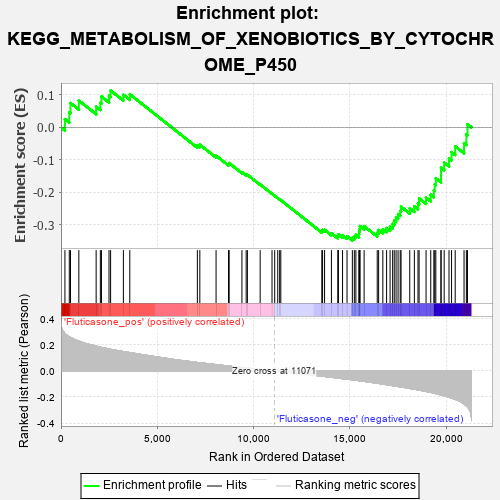 Enrichment plot:
KEGG_METABOLISM_OF_XENOBIOTICS_BY_CYTOCHR
OME_P450
Enrichment score (ES)
0.1
0.0
-0.1
-0.2
-0.3
Ranked list metric (Pearson)
0.4
0.2
0.0
-0.2
-0.4
'Fluticasone_pos' (positively correlated)
Zero cross at 11071
'Fluticasone_neg' (negatively correlated)
0
5,000
10,000
15,000
20,000
Rank in Ordered Dataset
Enrichment profile
Hits
Ranking metric scores